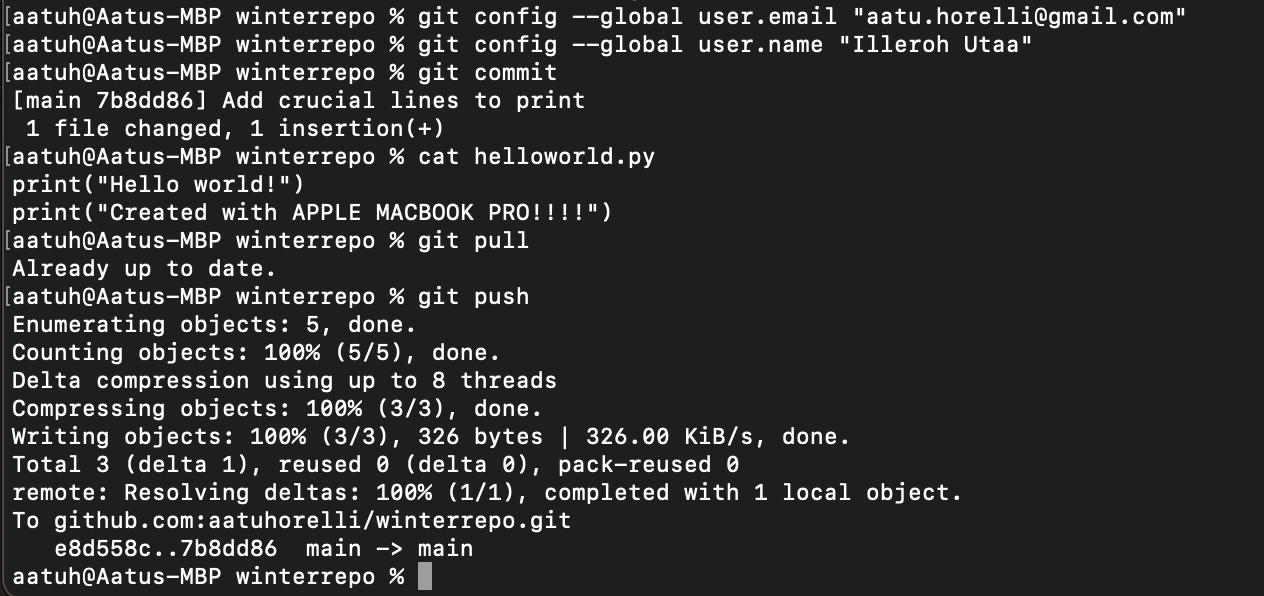 [aatuh@Aatus-MBP winterrepo % git config --global user.email "aatu.horelli@gmail.com"
[aatuh@Aatus-MBP winterrepo % git config --global user.name "Illeroh Utaa"
[aatuh@Aatus-MBP winterrepo % git commit
[main 7b8dd86] Add crucial lines to print
 1 file changed, 1 insertion(+)
[aatuh@Aatus-MBP winterrepo % cat helloworld.py
print("Hello world!")
print("Created with APPLE MACBOOK PRO!!!!")
[aatuh@Aatus-MBP winterrepo % git pull
Already up to date.
[aatuh@Aatus-MBP winterrepo % git push
Enumerating objects: 5, done.
Counting objects: 100% (5/5), done.
Delta compression using up to 8 threads
Compressing objects: 100% (3/3), done.
Writing objects: 100% (3/3), 326 bytes | 326.00 KiB/s, done.
Total 3 (delta 1), reused 0 (delta 0), pack-reused 0
remote: Resolving deltas: 100% (1/1), completed with 1 local object.
To github.com:aatuhorelli/winterrepo.git
   e8d558c..7b8dd86  main -> main
aatuh@Aatus-MBP winterrepo %